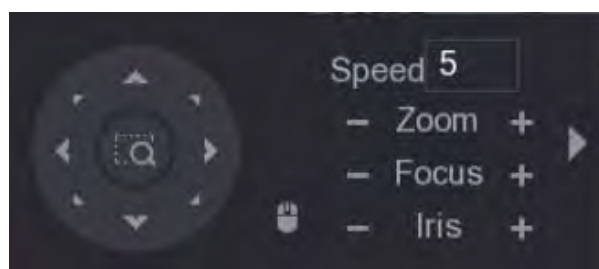 Speed 5
– Zoom +
– Focus +
– Iris +